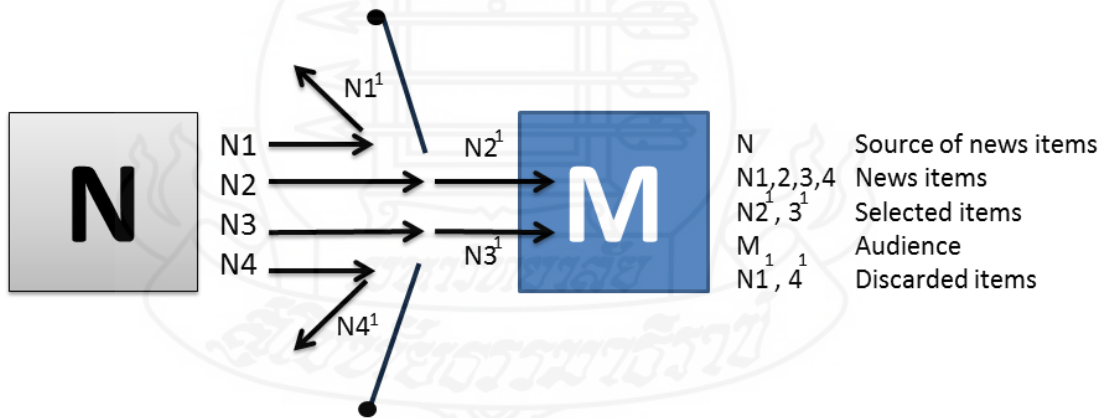 N
N1
N2
N3
N4
N1¹
N2¹
N3¹
N4¹
M
N Source of news items
N1,2,3,4 News items
N2¹, 3¹ Selected items
M Audience
N1¹, 4¹ Discarded items